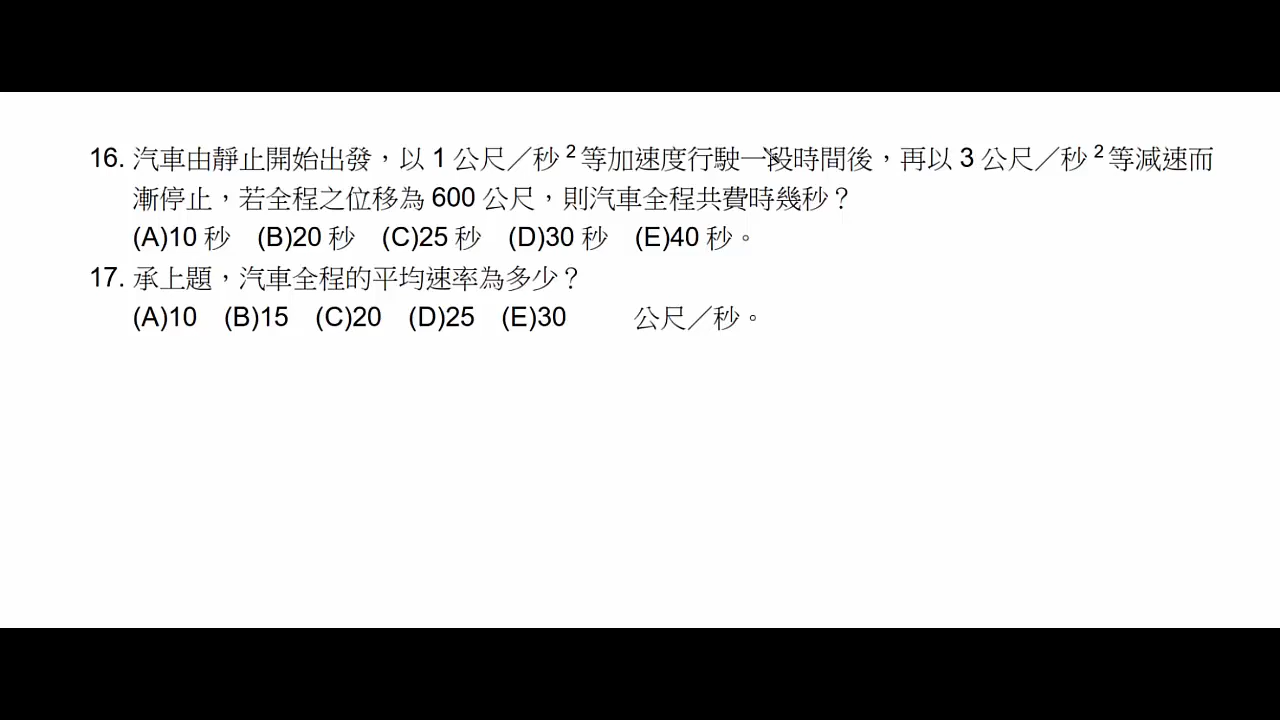 16. 汽車由靜止開始出發，以 1 公尺／秒² 等加速度行駛一段時間後，再以 3 公尺／秒² 等減速而
漸停止，若全程之位移為 600 公尺，則汽車全程共費時幾秒？
(A)10 秒 (B)20 秒 (C)25 秒 (D)30 秒 (E)40 秒。
17. 承上題，汽車全程的平均速率為多少？
(A)10 (B)15 (C)20 (D)25 (E)30 公尺／秒。